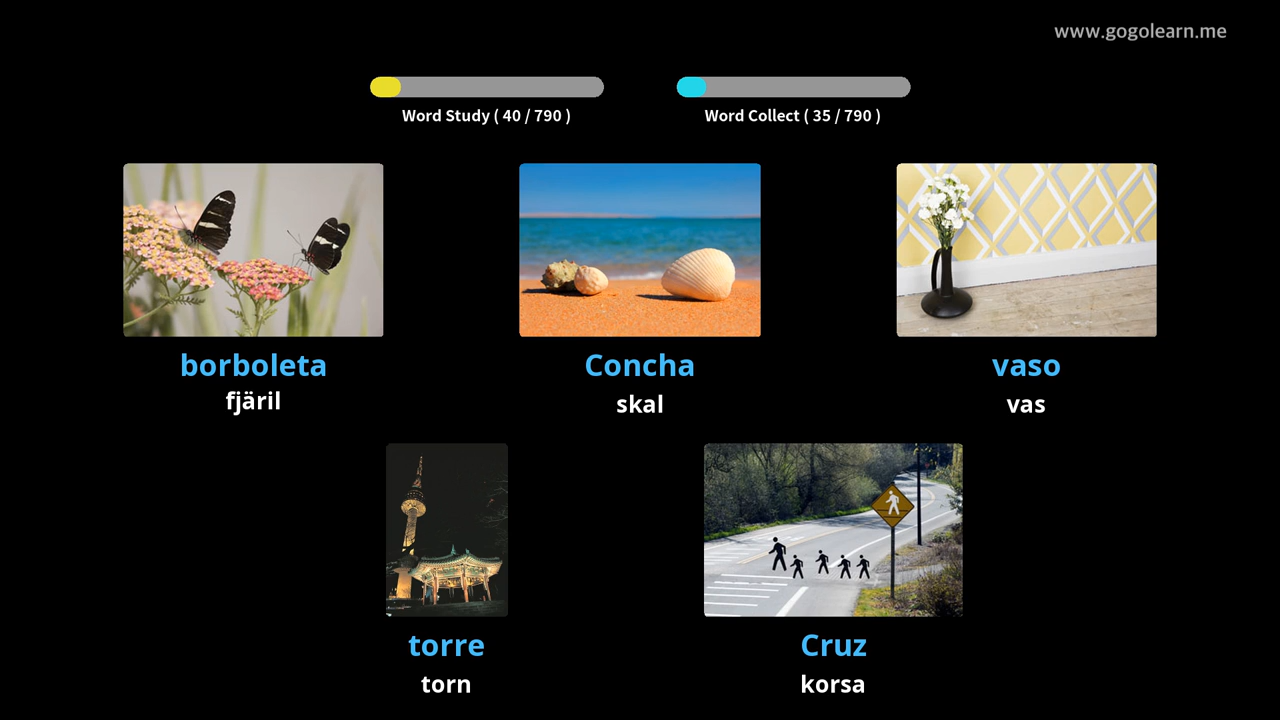 www.gogolearn.me
Word Study ( 40 / 790 )
Word Collect ( 35 / 790 )
borboleta
fjäril
Concha
skal
vaso
vas
torre
torn
Cruz
korsa